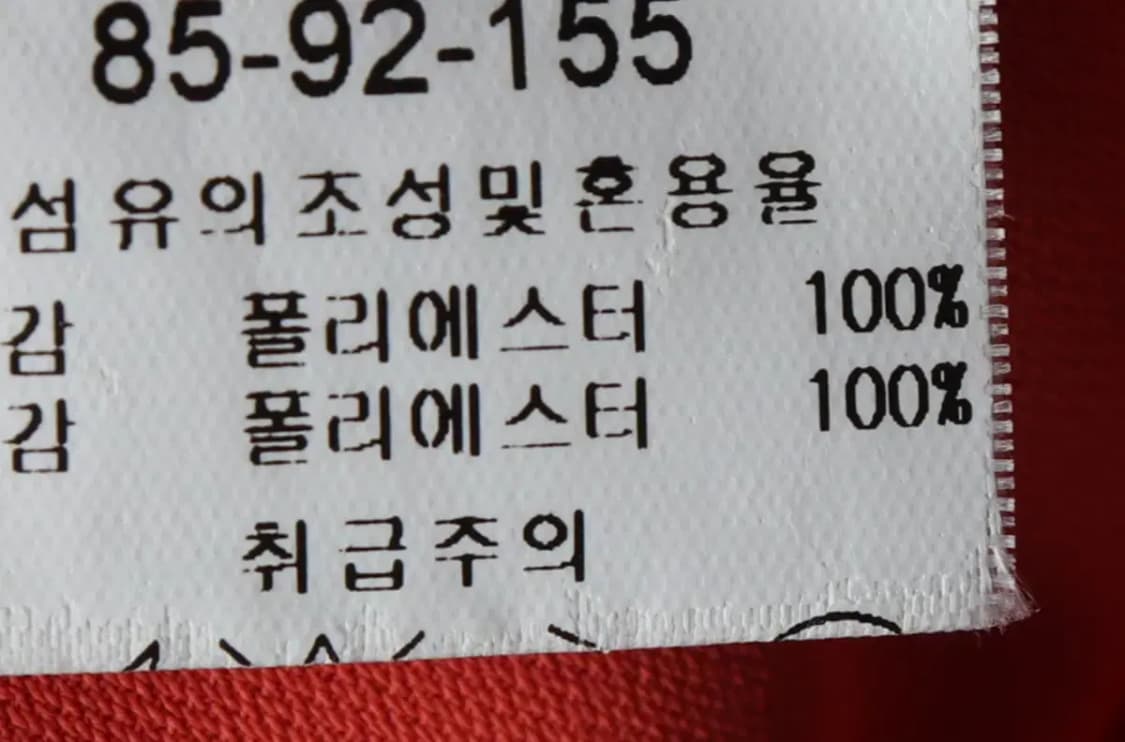 85-92-155
섬유의조성및혼용율
감 폴리에스터 100%
감 폴리에스터 100%
취급주의